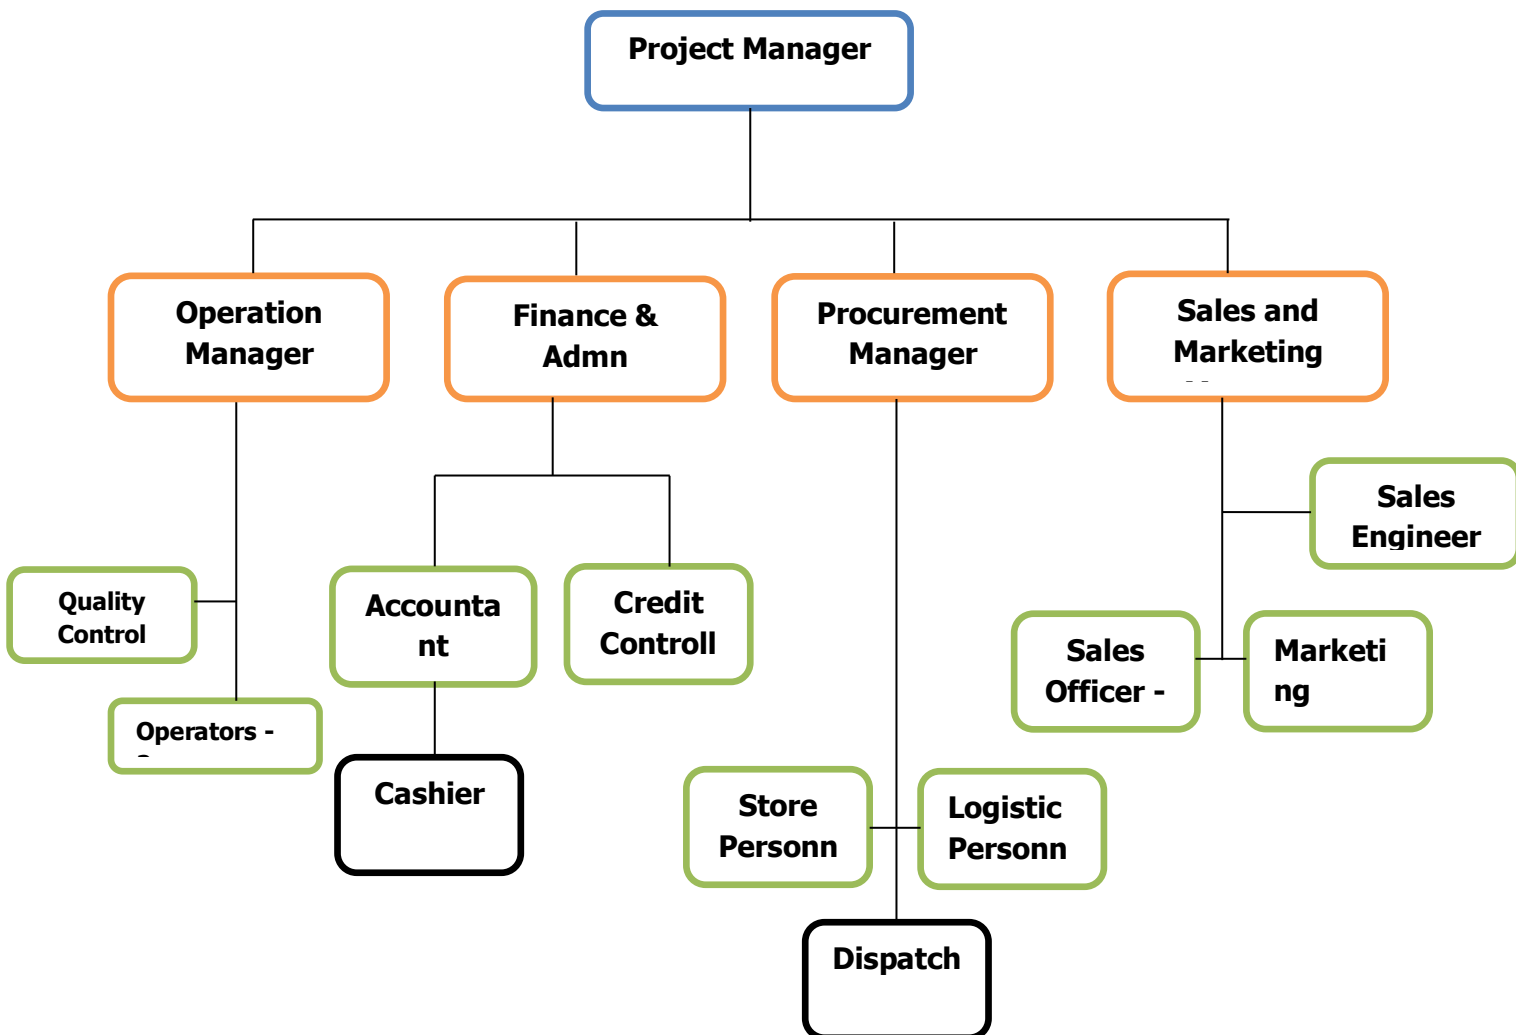 Project Manager
Operation
Manager
Finance &
Admn
Procurement
Manager
Sales and
Marketing
Sales
Engineer
Quality
Control
Accounta
nt
Credit
Controll
Sales
Officer -
Marketi
ng
Operators -
Cashier
Store
Personn
Logistic
Personn
Dispatch